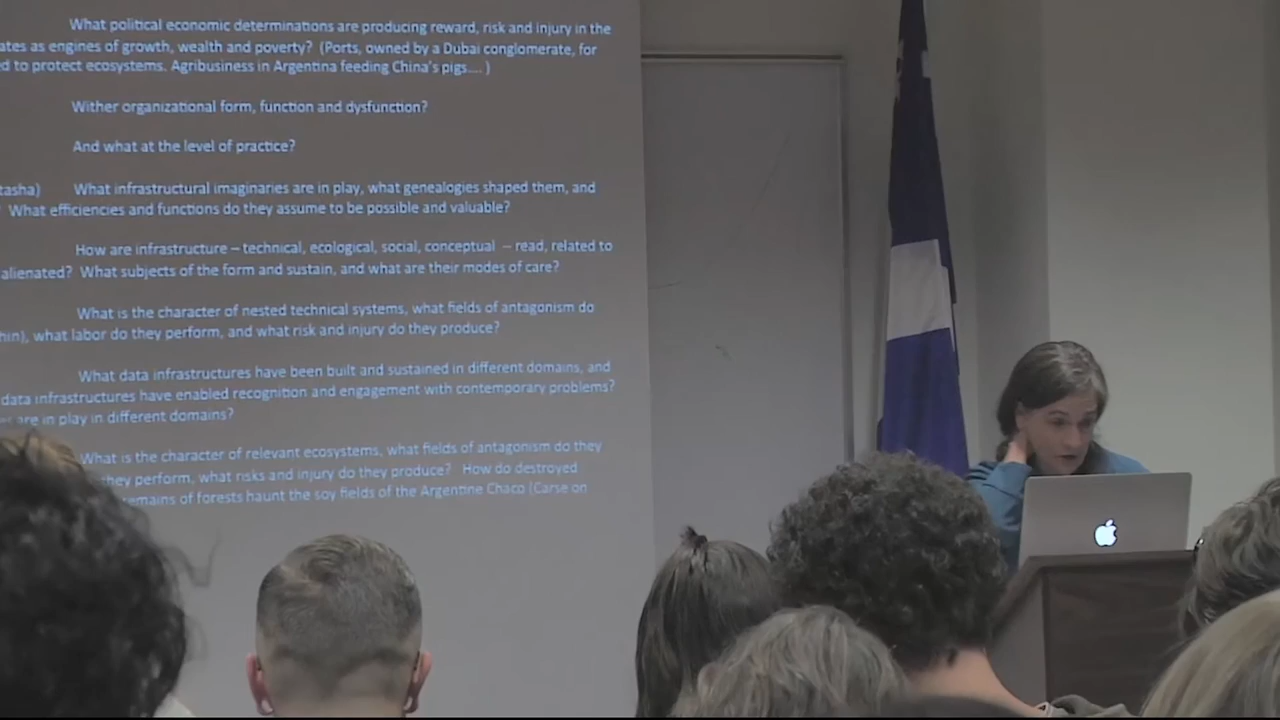 What political economic determinations are producing reward, risk and injury in the
ates as engines of growth, wealth and poverty? (Ports, owned by a Dubai conglomerate, for
d to protect ecosystems. Agribusiness in Argentina feeding China's pigs.... )
Wither organizational form, function and dysfunction?
And what at the level of practice?
tasha) What infrastructural imaginaries are in play, what genealogies shaped them, and
What efficiencies and functions do they assume to be possible and valuable?
How are infrastructure – technical, ecological, social, conceptual – read, related to
alienated? What subjects of the form and sustain, and what are their modes of care?
What is the character of nested technical systems, what fields of antagonism do
hin), what labor do they perform, and what risk and injury do they produce?
What data infrastructures have been built and sustained in different domains, and
data infrastructures have enabled recognition and engagement with contemporary problems?
are in play in different domains?
What is the character of relevant ecosystems, what fields of antagonism do they
they perform, what risks and injury do they produce? How do destroyed
remains of forests haunt the soy fields of the Argentine Chaco (Carse on